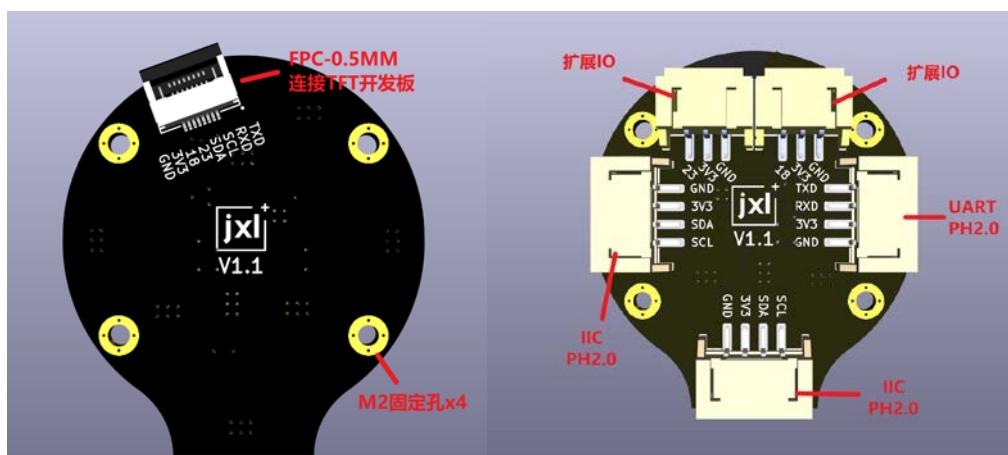 FPC-0.5MM
连接TFT开发板
TXD
RXD
SCL
SDA
23
18
3V3
GND
jxl+
V1.1
M2固定孔x4
扩展IO
扩展IO
23
3V3
GND
18
3V3
GND
GND
3V3
SDA
SCL
jxl+
V1.1
TXD
RXD
3V3
GND
UART
PH2.0
IIC
PH2.0
GND
3V3
SDA
SCL
IIC
PH2.0